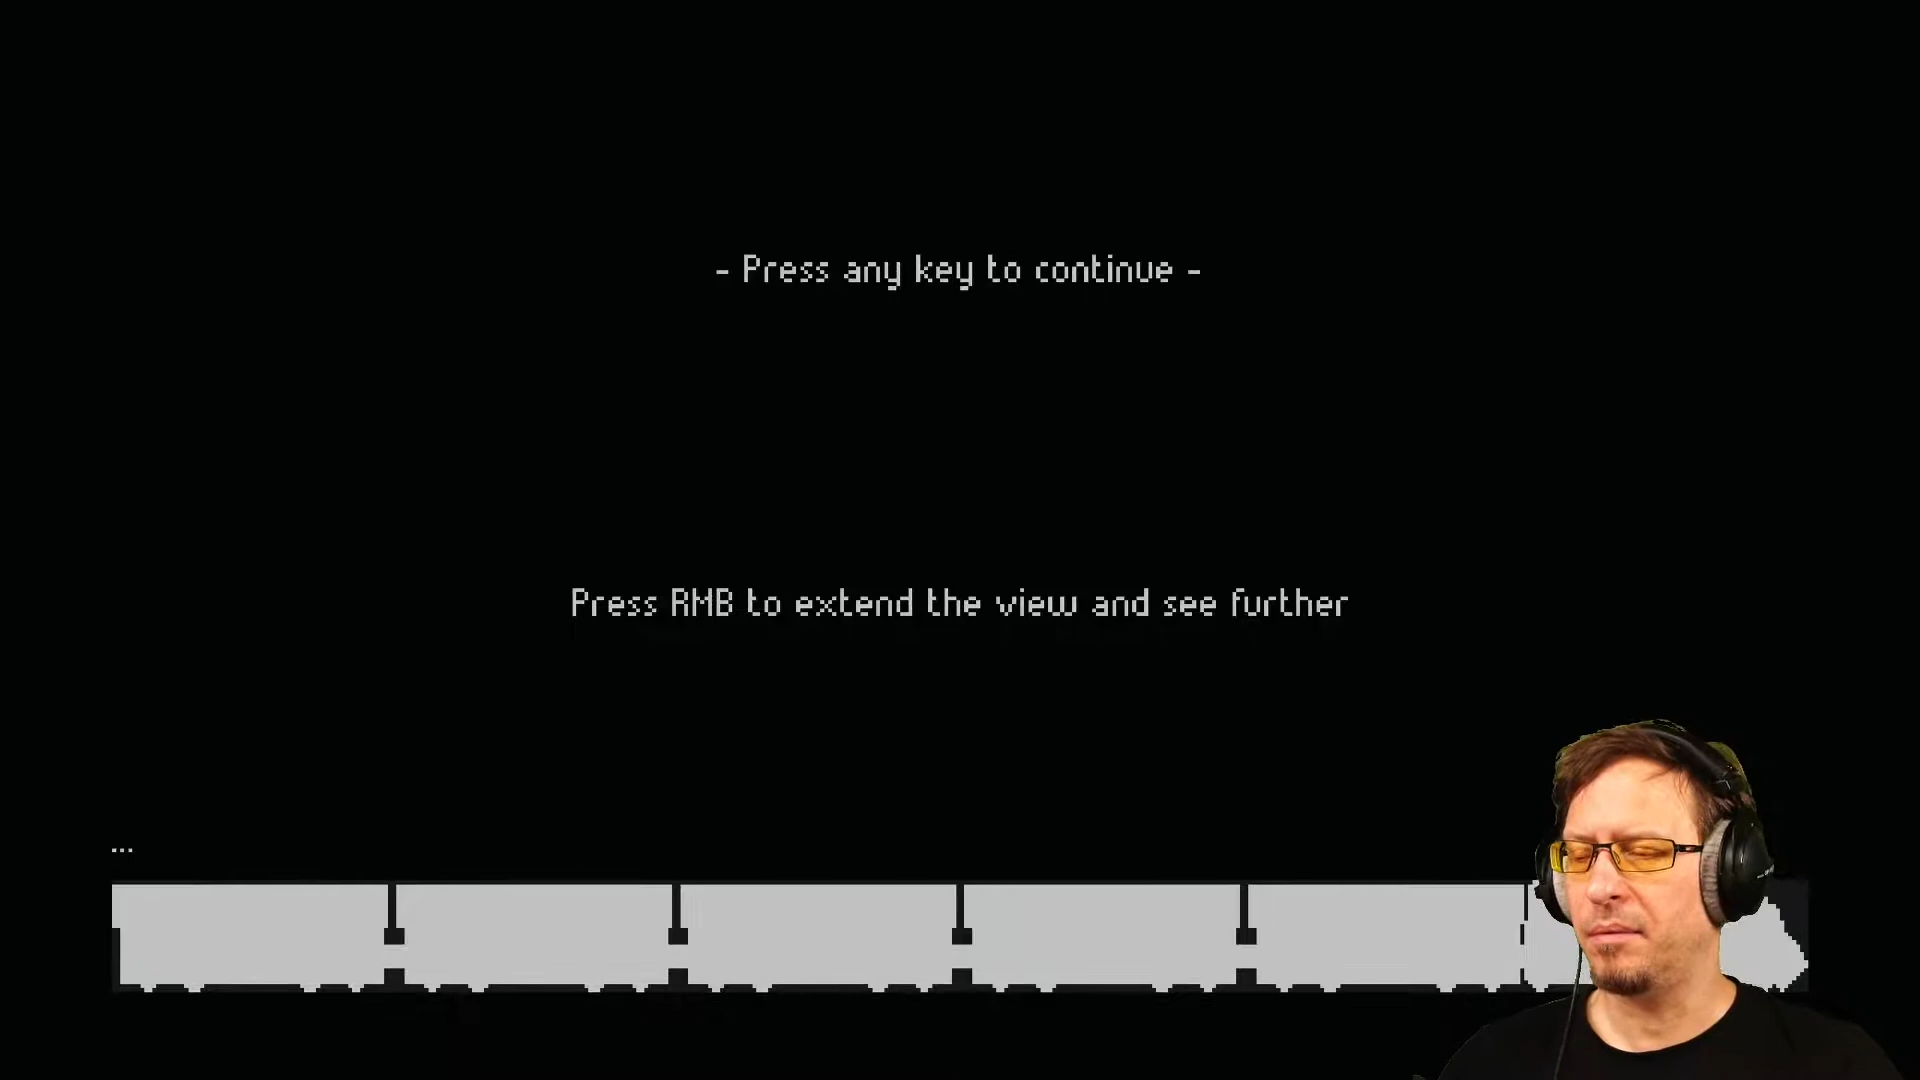 - Press any key to continue -
Press RMB to extend the view and see further
...